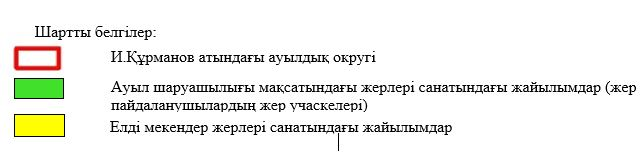 Шартты белгілер:
И.Құрманов атындағы ауылдық округі
Ауыл шаруашылығы мақсатындағы жерлері санатындағы жайылымдар (жер
пайдаланушылардың жер учаскелері)
Елді мекендер жерлері санатындағы жайылымдар